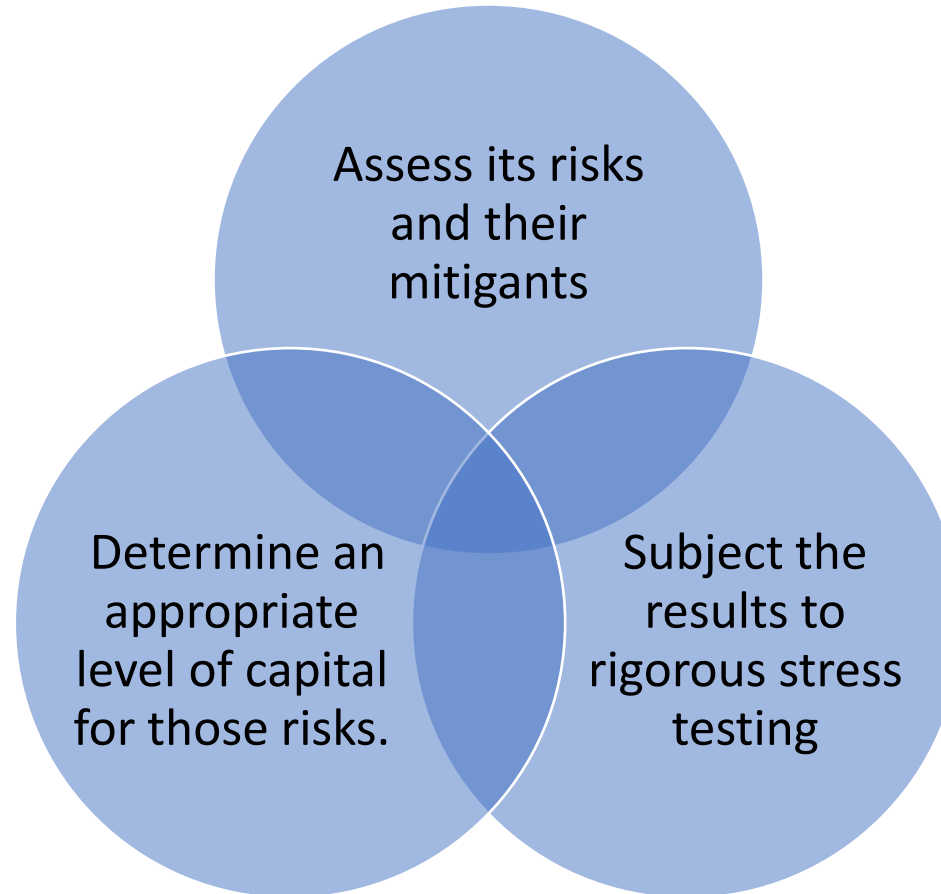 Assess its risks
and their
mitigants
Determine an
appropriate
level of capital
for those risks.
Subject the
results to
rigorous stress
testing